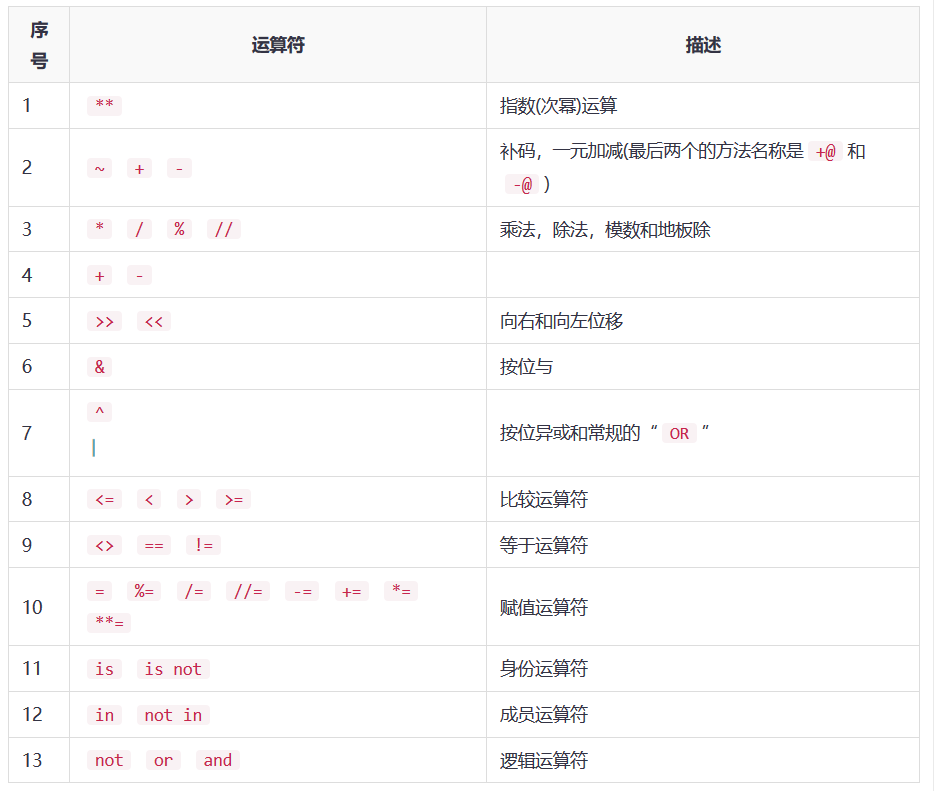 序
号
运算符
描述
1
**
指数(次幂)运算
2
~ + -
补码，一元加减(最后两个的方法名称是 +@ 和
-@ )
3
* / % //
乘法，除法，模数和地板除
4
+ -
5
>> <<
向右和向左位移
6
&
按位与
7
^
|
按位异或和常规的“ OR ”
8
<= < > >=
比较运算符
9
<> == !=
等于运算符
10
= %= /= //= -= += *=
**=
赋值运算符
11
is is not
身份运算符
12
in not in
成员运算符
13
not or and
逻辑运算符